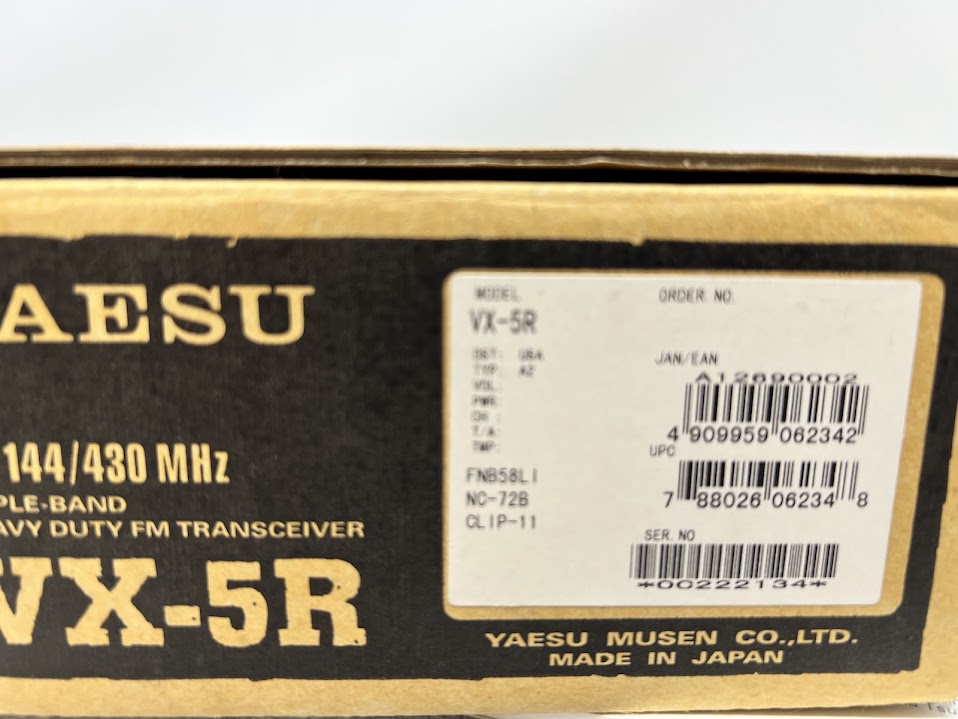 AESU
144/430 MHz
PLE-BAND
AVY DUTY FM TRANSCEIVER
VX-5R
MODEL
VX-5R
DST: USA
TYP: A2
VOL:
PWR:
CH :
T/A:
TMP:
FNB58LI
NC-72B
CLIP-11
ORDER. NO.
JAN/EAN
A12690002
4 909959 062342
UPC
7 88026 06234 8
SER. NO
*00222134*
YAESU MUSEN CO.,LTD.
MADE IN JAPAN